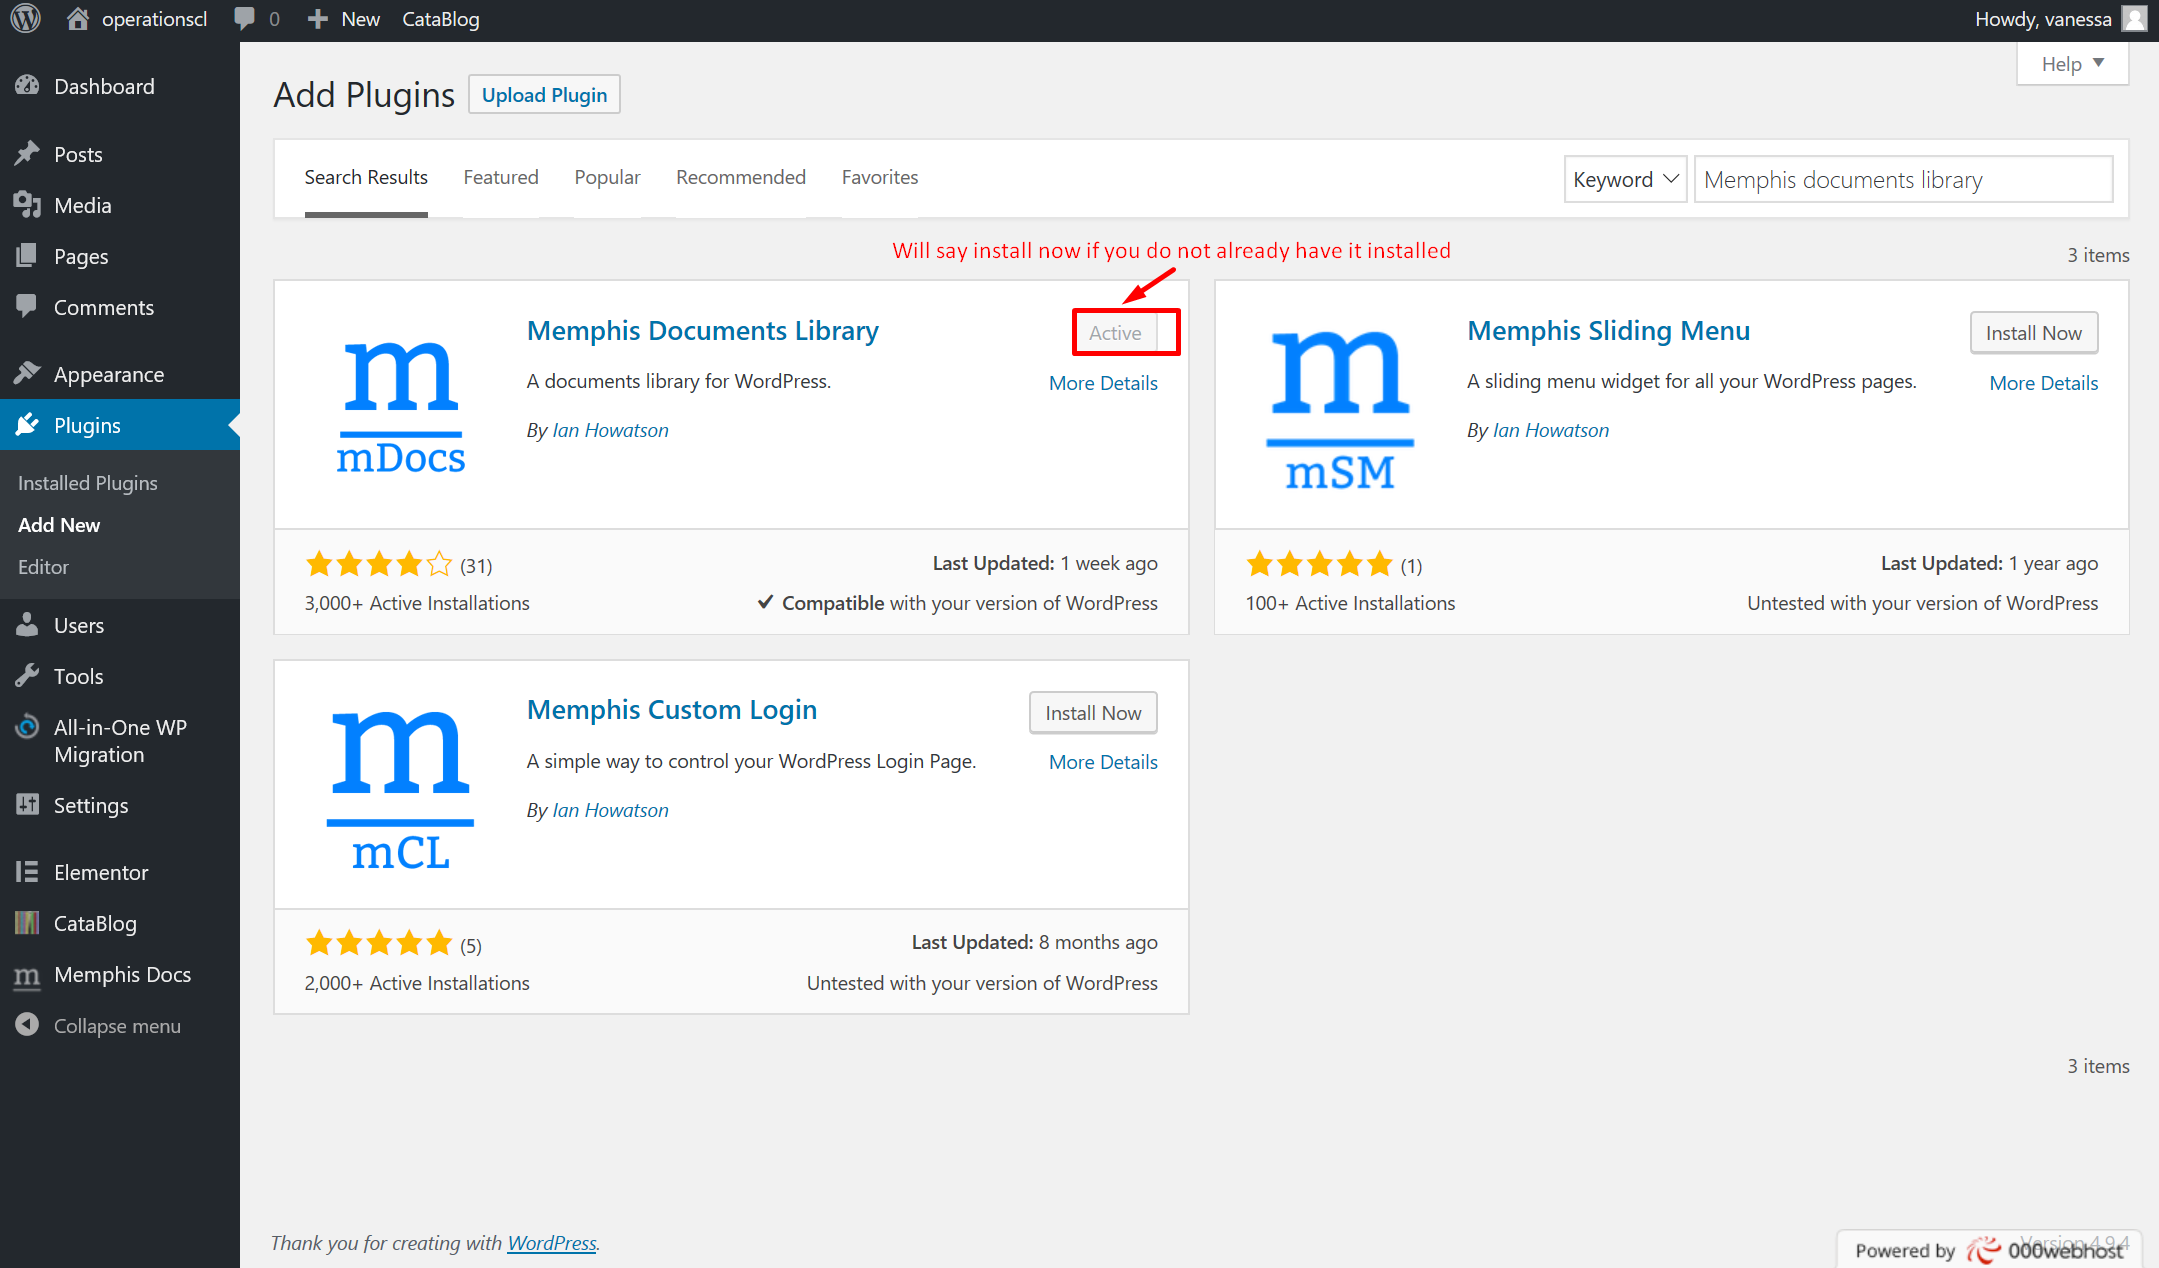 operationscl 0 New CataBlog Howdy, vanessa
Help
Dashboard
Posts
Media
Pages
Comments
Appearance
Plugins
Installed Plugins
Add New
Editor
Users
Tools
All-in-One WP
Migration
Settings
Elementor
CataBlog
m Memphis Docs
Collapse menu
Add Plugins Upload Plugin
Search Results Featured Popular Recommended Favorites Keyword Memphis documents library
Will say install now if you do not already have it installed
3 items
m
mDocs
Memphis Documents Library
Active
A documents library for WordPress.
More Details
By Ian Howatson
(31)
Last Updated: 1 week ago
3,000+ Active Installations
Compatible with your version of WordPress
m
mSM
Memphis Sliding Menu
Install Now
A sliding menu widget for all your WordPress pages.
More Details
By Ian Howatson
(1)
Last Updated: 1 year ago
100+ Active Installations
Untested with your version of WordPress
m
mCL
Memphis Custom Login
Install Now
A simple way to control your WordPress Login Page.
More Details
By Ian Howatson
(5)
Last Updated: 8 months ago
2,000+ Active Installations
Untested with your version of WordPress
3 items
Thank you for creating with WordPress.
Version 4.9.4
Powered by 000webhost